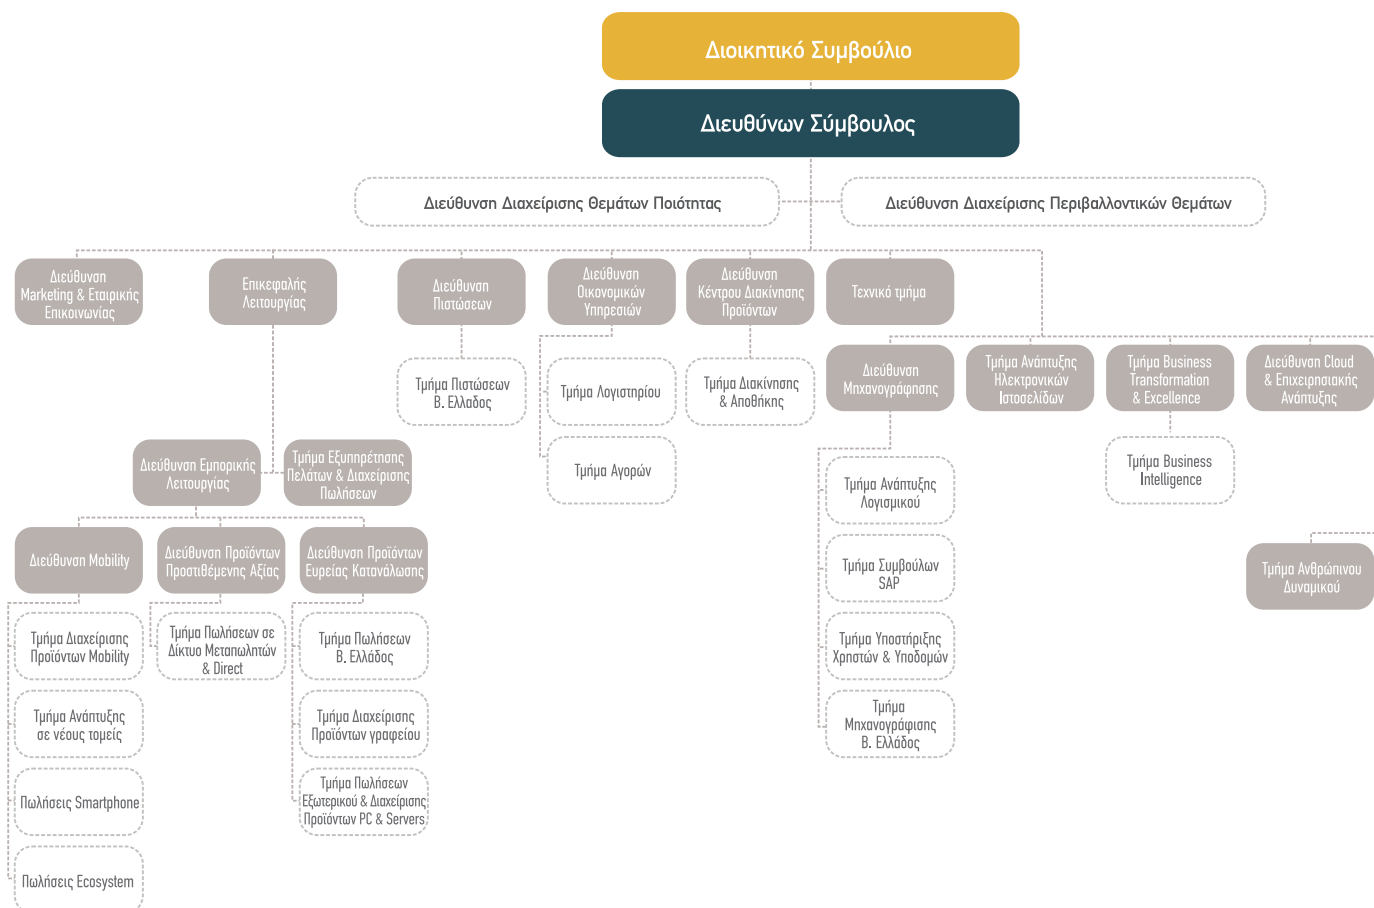 Διοικητικό Συμβούλιο
Διευθύνων Σύμβουλος
Διεύθυνση Διαχείρισης Θεμάτων Ποιότητας
Διεύθυνση Διαχείρισης Περιβαλλοντικών Θεμάτων
Διεύθυνση
Marketing & Εταιρικής
Επικοινωνίας
Επικεφαλής
Λειτουργίας
Διεύθυνση
Πιστώσεων
Διεύθυνση
Οικονομικών
Υπηρεσιών
Διεύθυνση
Κέντρου Διακίνησης
Προϊόντων
Τεχνικό τμήμα
Τμήμα Πιστώσεων
Β. Ελλαδος
Τμήμα Λογιστηρίου
Τμήμα Διακίνησης
& Αποθήκης
Διεύθυνση
Μηχανογράφησης
Τμήμα Ανάπτυξης
Ηλεκτρονικών
Ιστοσελίδων
Τμήμα Business
Transformation
& Excellence
Διεύθυνση Cloud
& Επιχειρησιακής
Ανάπτυξης
Διεύθυνση Εμπορικής
Λειτουργίας
Τμήμα Εξυπηρέτησης
Πελάτων & Διαχείρισης
Πωλήσεων
Τμήμα Αγορών
Τμήμα Ανάπτυξης
Λογισμικού
Τμήμα Business
Intelligence
Διεύθυνση Mobility
Διεύθυνση Προϊόντων
Προστιθέμενης Αξίας
Διεύθυνση Προϊόντων
Ευρείας Κατανάλωσης
Τμήμα Συμβούλων
SAP
Τμήμα Ανθρώπινου
Δυναμικού
Τμήμα Διαχείρισης
Προϊόντων Mobility
Τμήμα Πωλήσεων σε
Δίκτυο Μεταπωλητών
& Direct
Τμήμα Πωλήσεων
Β. Ελλάδος
Τμήμα Υποστήριξης
Χρηστών & Υποδομών
Τμήμα Ανάπτυξης
σε νέους τομείς
Τμήμα Διαχείρισης
Προϊόντων γραφείου
Τμήμα
Μηχανογράφισης
Β. Ελλάδος
Πωλήσεις Smartphone
Τμήμα Πωλήσεων
Εξωτερικού & Διαχείρισης
Προϊόντων PC & Servers
Πωλήσεις Ecosystem